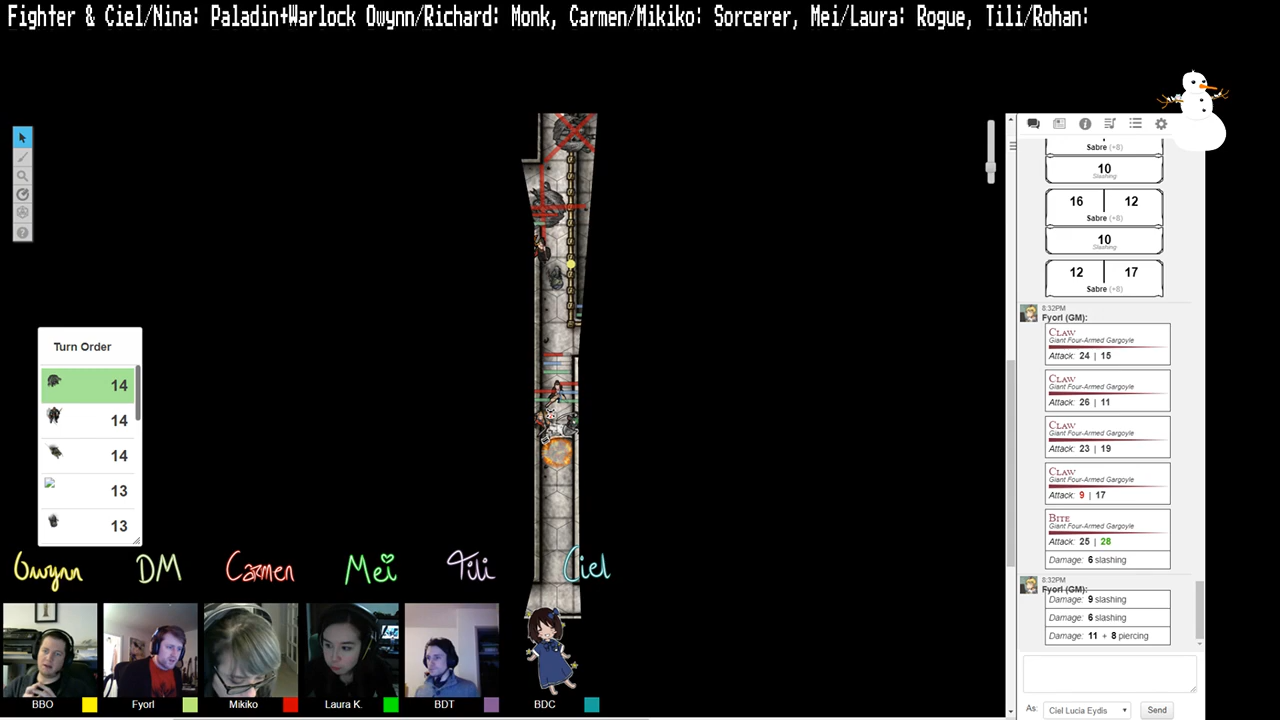 Fighter & Ciel/Nina: Paladin+Warlock Owynn/Richard: Monk, Carmen/Mikiko: Sorcerer, Mei/Laura: Rogue, Tili/Rohan:
Sabre (+8)
10
Slashing
16 12
Sabre (+8)
10
Slashing
12 17
Sabre (+8)
8:32PM
Fyorl (GM):
Claw
Giant Four-Armed Gargoyle
Attack: 24 | 15
Claw
Giant Four-Armed Gargoyle
Attack: 26 | 11
Claw
Giant Four-Armed Gargoyle
Attack: 23 | 19
Claw
Giant Four-Armed Gargoyle
Attack: 9 | 17
Bite
Giant Four-Armed Gargoyle
Attack: 25 | 28
Damage: 6 slashing
8:32PM
Fyorl (GM):
Damage: 9 slashing
Damage: 6 slashing
Damage: 11 + 8 piercing
As: Ciel Lucia Eydis Send
Turn Order
14
14
14
13
13
Owynn DM Carmen Mei Tili Ciel
BBO Fyorl Mikiko Laura K. BDT BDC